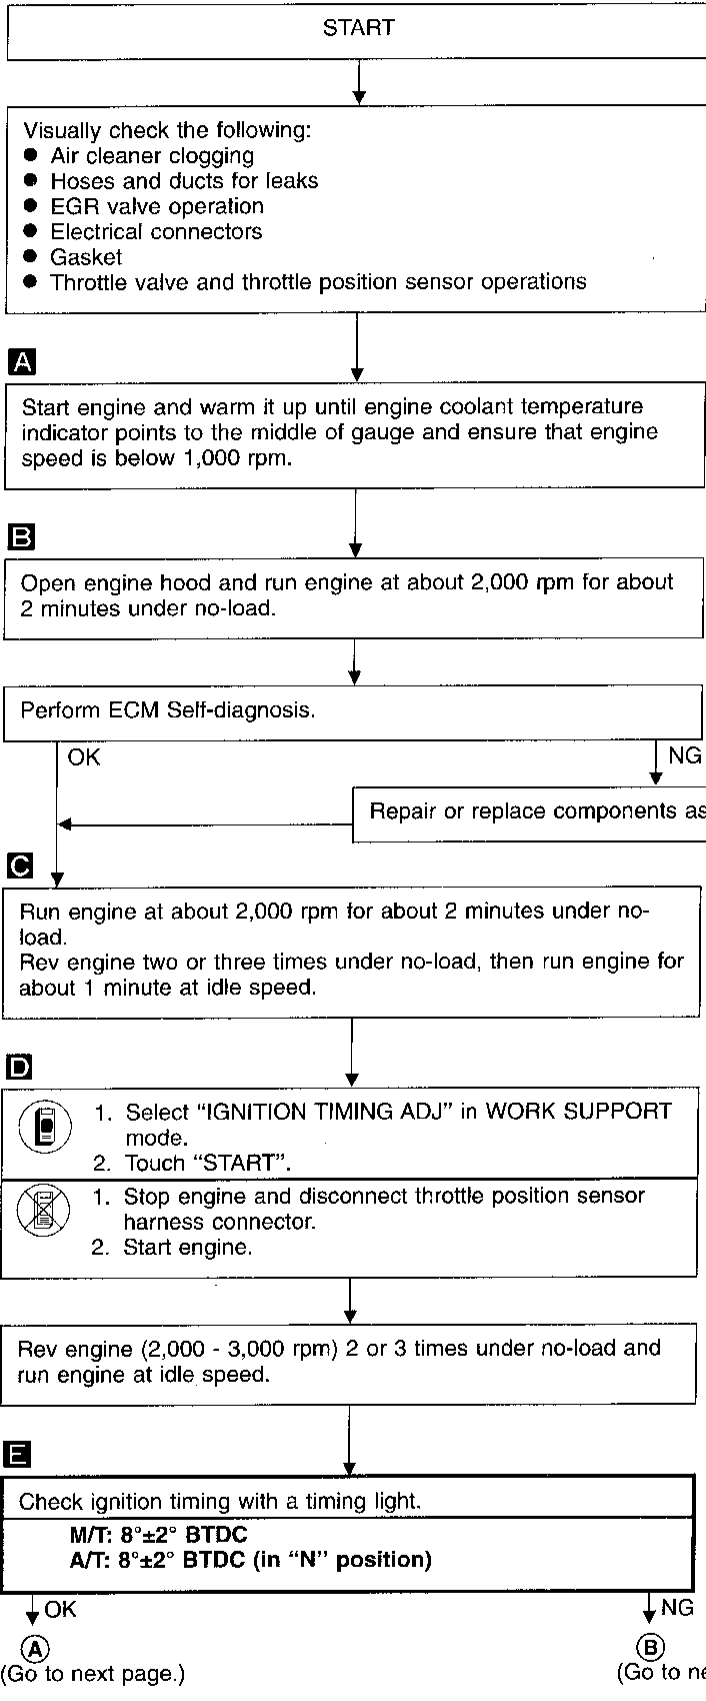 START
Visually check the following:
● Air cleaner clogging
● Hoses and ducts for leaks
● EGR valve operation
● Electrical connectors
● Gasket
● Throttle valve and throttle position sensor operations
A
Start engine and warm it up until engine coolant temperature
indicator points to the middle of gauge and ensure that engine
speed is below 1,000 rpm.
B
Open engine hood and run engine at about 2,000 rpm for about
2 minutes under no-load.
Perform ECM Self-diagnosis.
OK
NG
Repair or replace components as
C
Run engine at about 2,000 rpm for about 2 minutes under no-
load.
Rev engine two or three times under no-load, then run engine for
about 1 minute at idle speed.
D
1. Select “IGNITION TIMING ADJ” in WORK SUPPORT
mode.
2. Touch “START”.
1. Stop engine and disconnect throttle position sensor
harness connector.
2. Start engine.
Rev engine (2,000 - 3,000 rpm) 2 or 3 times under no-load and
run engine at idle speed.
E
Check ignition timing with a timing light.
M/T: 8°±2° BTDC
A/T: 8°±2° BTDC (in “N” position)
OK
NG
A
B
(Go to next page.)
(Go to ne